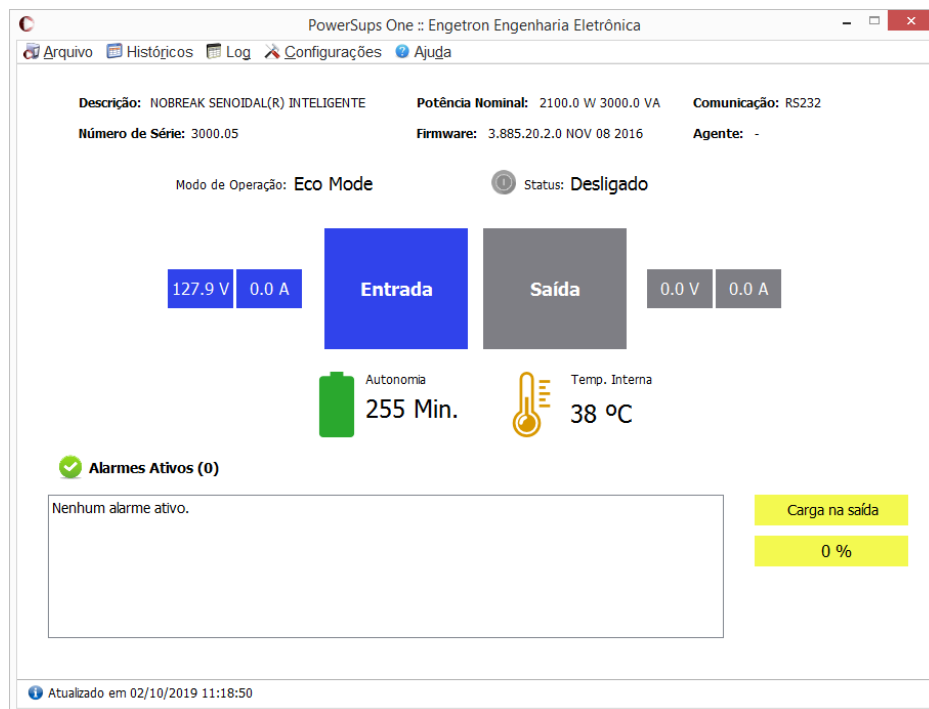 PowerSups One :: Engetron Engenharia Eletrônica
Arquivo Históricos Log Configurações Ajuda
Descrição: NOBREAK SENOIDAL(R) INTELIGENTE Potência Nominal: 2100.0 W 3000.0 VA Comunicação: RS232
Número de Série: 3000.05 Firmware: 3.885.20.2.0 NOV 08 2016 Agente: -
Modo de Operação: Eco Mode Status: Desligado
127.9 V 0.0 A Entrada Saída 0.0 V 0.0 A
Autonomia Temp. Interna
255 Min. 38 ºC
Alarmes Ativos (0)
Nenhum alarme ativo. Carga na saída
0 %
Atualizado em 02/10/2019 11:18:50